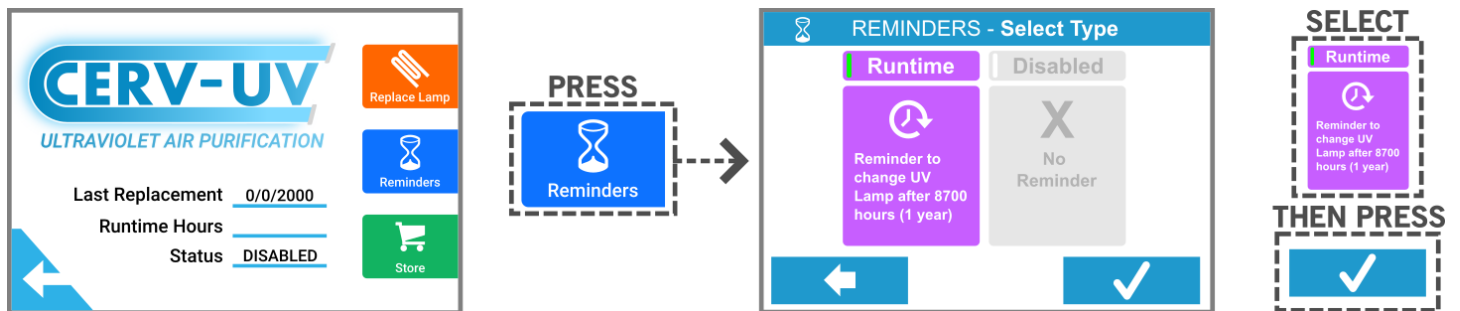 CERV-UV
ULTRAVIOLET AIR PURIFICATION
Last Replacement 0/0/2000
Runtime Hours
Status DISABLED
Replace Lamp
Reminders
Store
PRESS
Reminders
REMINDERS - Select Type
Runtime
Reminder to
change UV
Lamp after 8700
hours (1 year)
Disabled
X
No
Reminder
SELECT
Runtime
Reminder to
change UV
Lamp after 8700
hours (1 year)
THEN PRESS